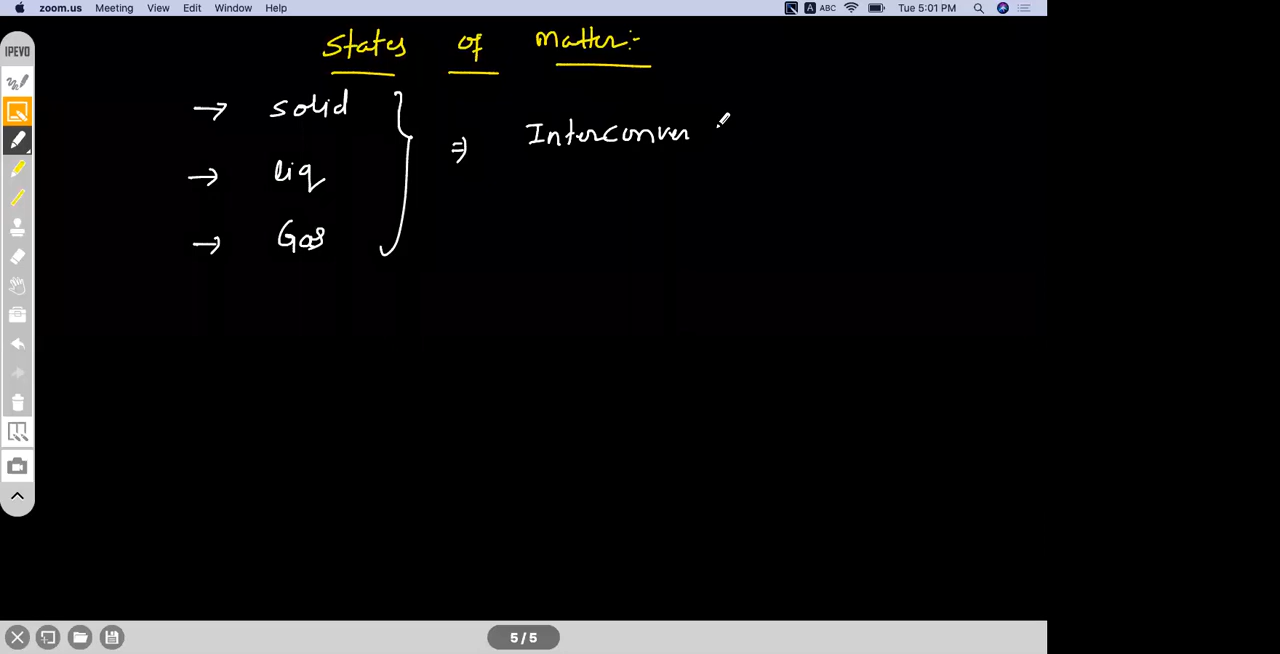 zoom.us Meeting View Edit Window Help A ABC Tue 5:01 PM
IPEVO
States of Matter:-
→ Solid
→ liq
→ Gas
⇒ Interconver
5 / 5